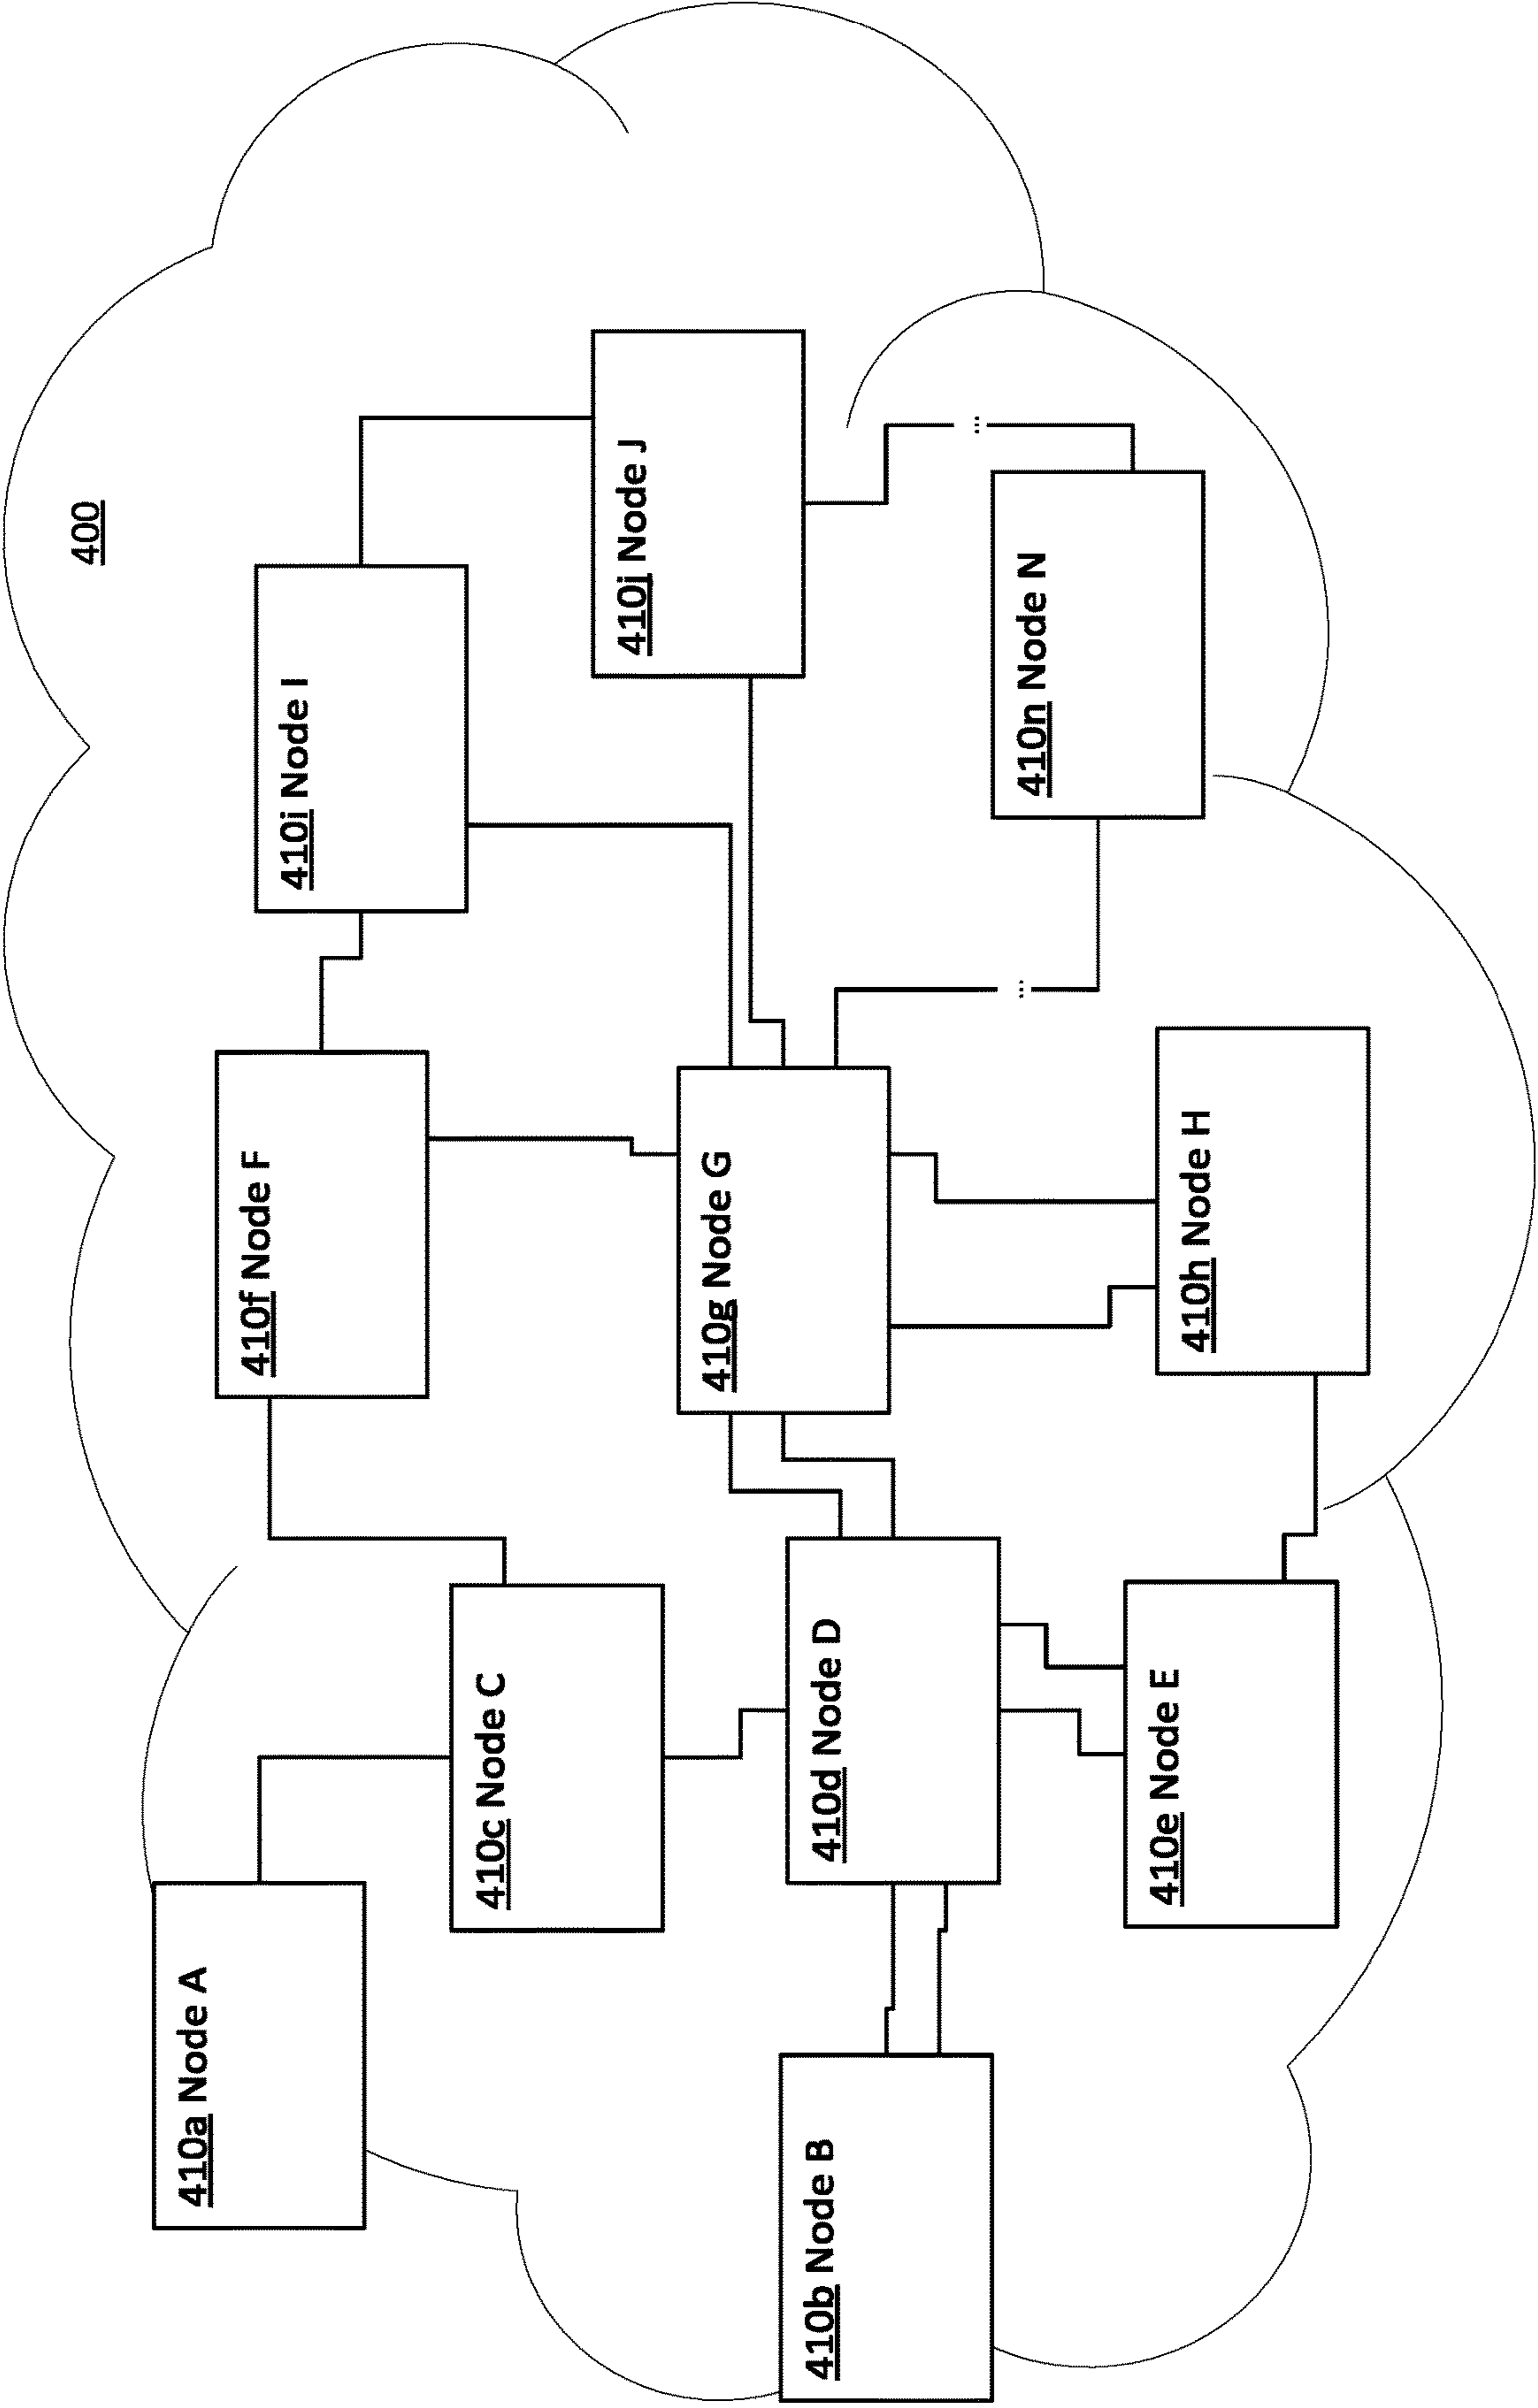 400
410a Node A
410b Node B
410c Node C
410d Node D
410e Node E
410f Node F
410g Node G
410h Node H
410i Node I
410j Node J
410n Node N
...
...